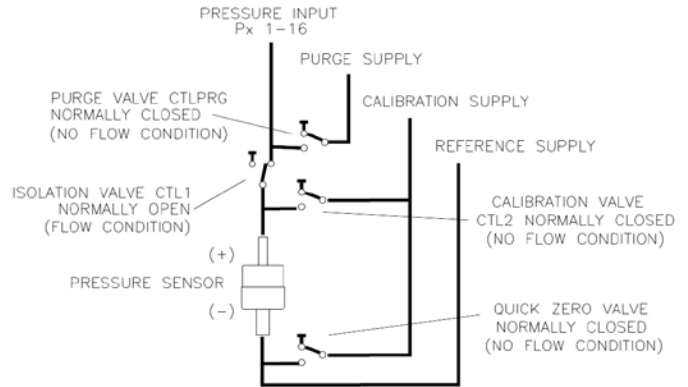 PRESSURE INPUT
Px 1-16
PURGE SUPPLY
PURGE VALVE CTLPRG
NORMALLY CLOSED
(NO FLOW CONDITION)
CALIBRATION SUPPLY
REFERENCE SUPPLY
ISOLATION VALVE CTL1
NORMALLY OPEN
(FLOW CONDITION)
CALIBRATION VALVE
CTL2 NORMALLY CLOSED
(NO FLOW CONDITION)
(+)
PRESSURE SENSOR
(-)
QUICK ZERO VALVE
NORMALLY CLOSED
(NO FLOW CONDITION)